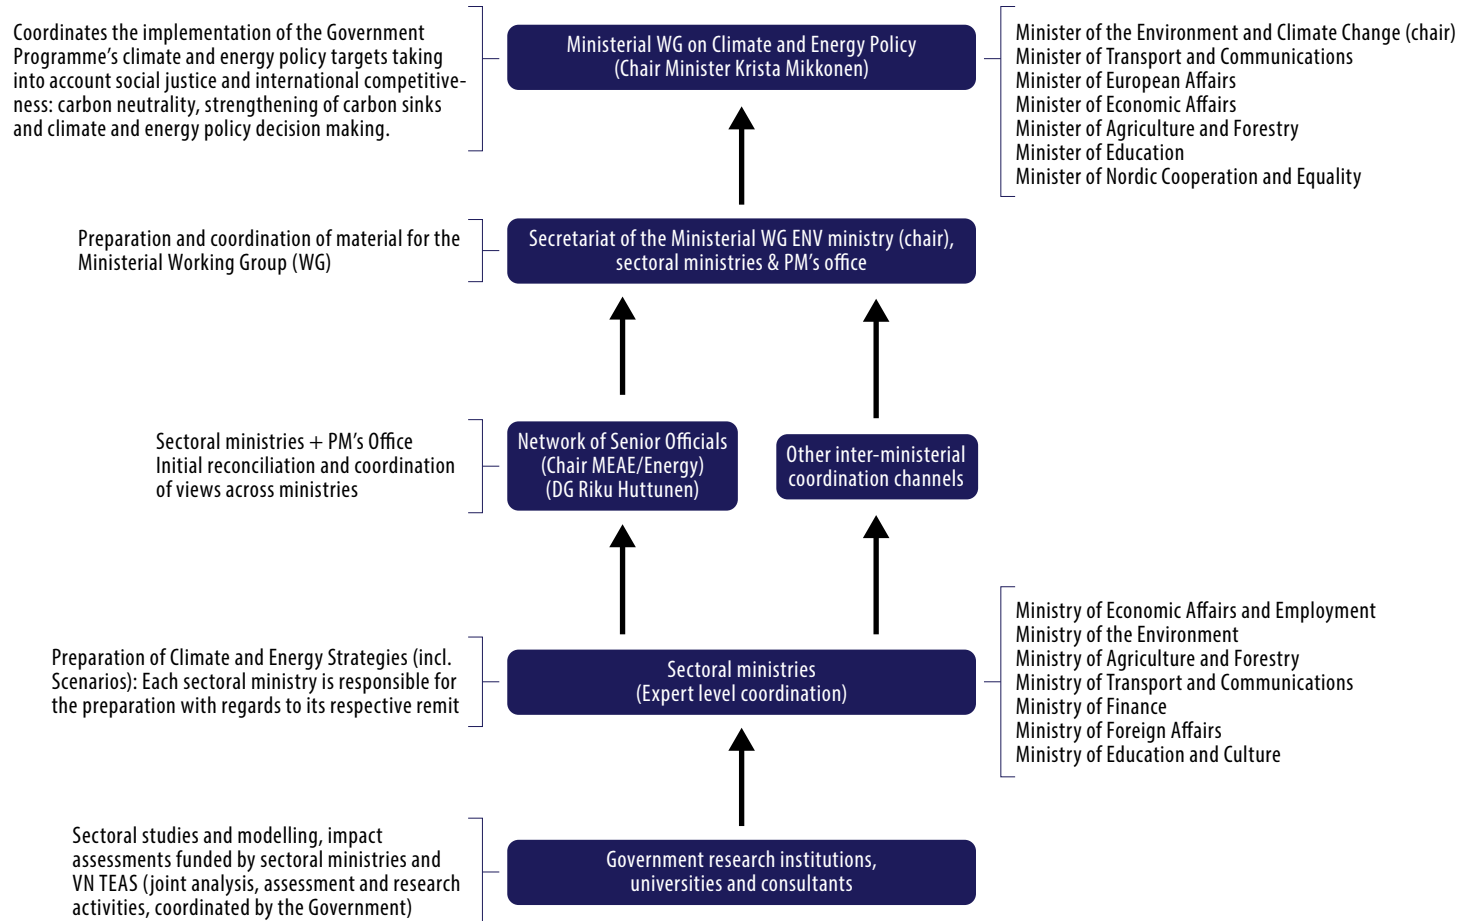 Coordinates the implementation of the Government
Programme's climate and energy policy targets taking
into account social justice and international competitive-
ness: carbon neutrality, strengthening of carbon sinks
and climate and energy policy decision making.
Ministerial WG on Climate and Energy Policy
(Chair Minister Krista Mikkonen)
Minister of the Environment and Climate Change (chair)
Minister of Transport and Communications
Minister of European Affairs
Minister of Economic Affairs
Minister of Agriculture and Forestry
Minister of Education
Minister of Nordic Cooperation and Equality
Preparation and coordination of material for the
Ministerial Working Group (WG)
Secretariat of the Ministerial WG ENV ministry (chair),
sectoral ministries & PM's office
Sectoral ministries + PM's Office
Initial reconciliation and coordination
of views across ministries
Network of Senior Officials
(Chair MEAE/Energy)
(DG Riku Huttunen)
Other inter-ministerial
coordination channels
Preparation of Climate and Energy Strategies (incl.
Scenarios): Each sectoral ministry is responsible for
the preparation with regards to its respective remit
Sectoral ministries
(Expert level coordination)
Ministry of Economic Affairs and Employment
Ministry of the Environment
Ministry of Agriculture and Forestry
Ministry of Transport and Communications
Ministry of Finance
Ministry of Foreign Affairs
Ministry of Education and Culture
Sectoral studies and modelling, impact
assessments funded by sectoral ministries and
VN TEAS (joint analysis, assessment and research
activities, coordinated by the Government)
Government research institutions,
universities and consultants